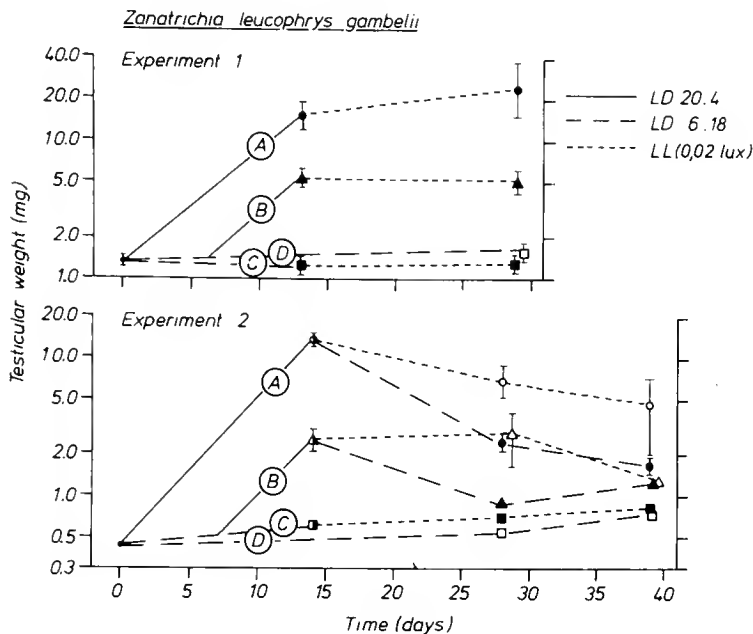 Zanatrichia leucophrys gambelii
Experiment 1
40.0
20.0
10.0
5.0
2.0
1.0
A
B
C
D
LD 20.4
LD 6.18
LL (0,02 lux)
Testicular weight (mg)
Experiment 2
20.0
10.0
5.0
2.0
1.0
0.5
0.3
A
B
C
D
0 5 10 15 20 25 30 35 40
Time (days)